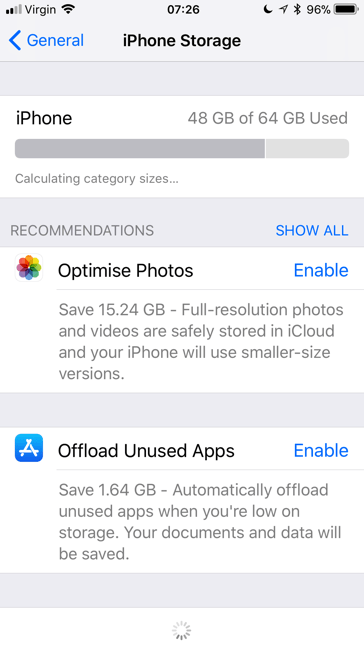 Virgin 07:26 96%
General iPhone Storage
iPhone 48 GB of 64 GB Used
Calculating category sizes...
RECOMMENDATIONS SHOW ALL
Optimise Photos Enable
Save 15.24 GB - Full-resolution photos
and videos are safely stored in iCloud
and your iPhone will use smaller-size
versions.
Offload Unused Apps Enable
Save 1.64 GB - Automatically offload
unused apps when you're low on
storage. Your documents and data will
be saved.